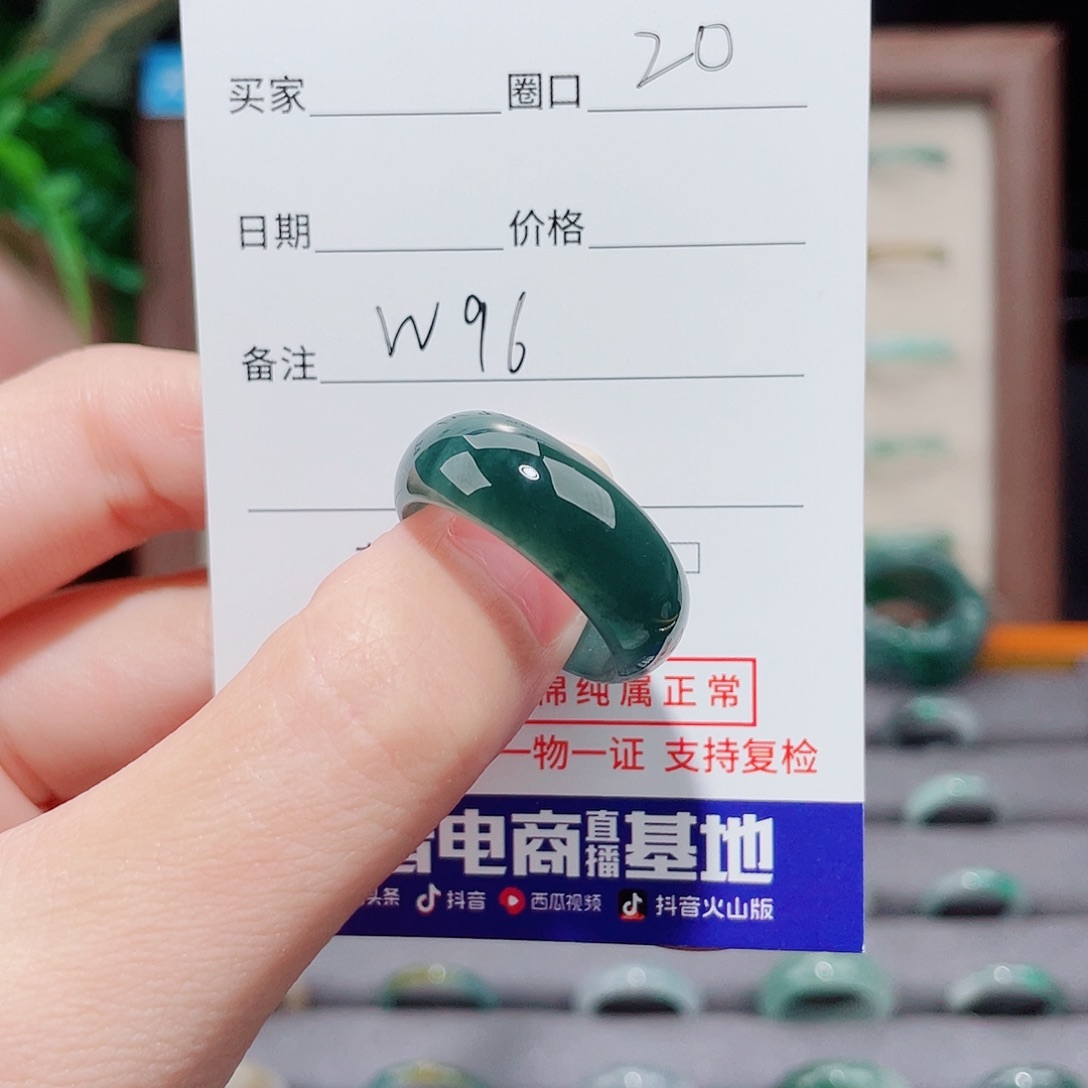 买家 圈口 20
日期 价格
备注 W96
棉纯属正常
一物一证 支持复检
电商直播基地
头条 抖音 西瓜视频 抖音火山版